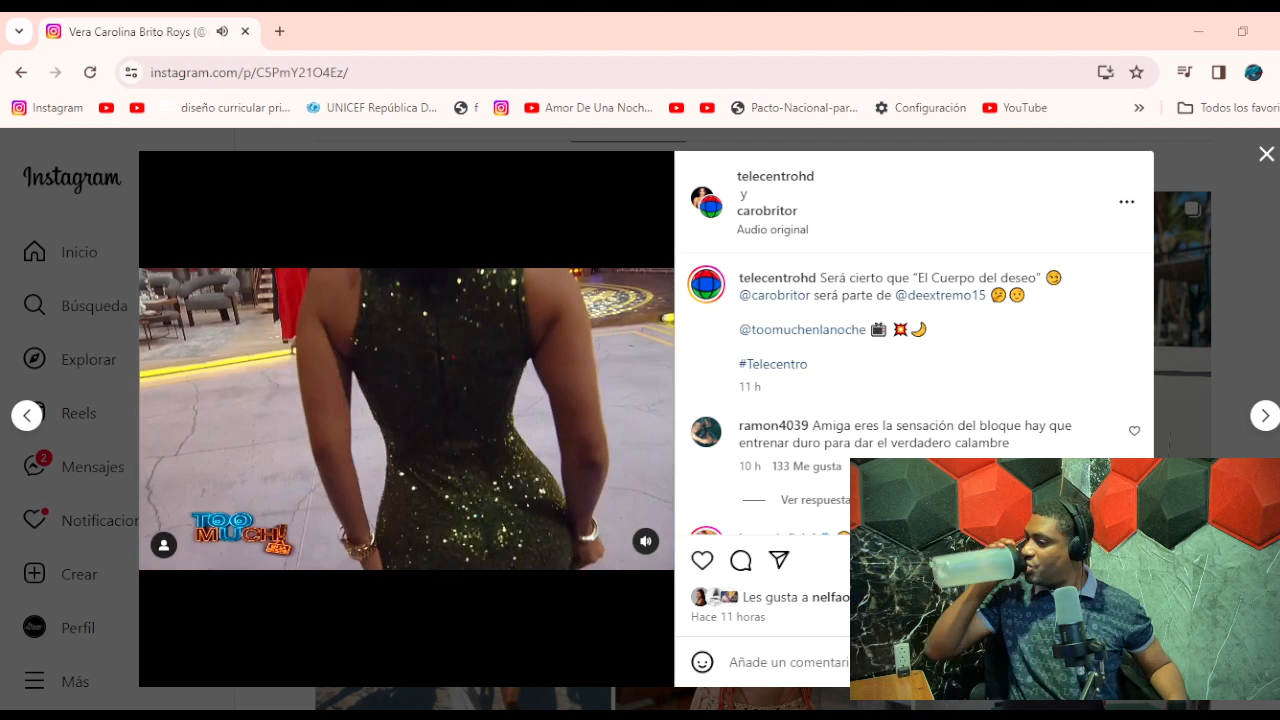 Vera Carolina Brito Roys (@
instagram.com/p/C5PmY21O4Ez/
Instagram
diseño curricular pri...
UNICEF República D...
f
Amor De Una Noch...
Pacto-Nacional-par...
Configuración
YouTube
»
Todos los favori
Instagram
Inicio
Búsqueda
Explorar
Reels
2
Mensajes
Notificacion
Crear
Perfil
Más
TOO
MUCH!
telecentrohd
y
carobritor
Audio original
telecentrohd Será cierto que “El Cuerpo del deseo” 😏
@carobritor será parte de @deextremo15 🤔🫡
@toomuchenlanoche 📺 💥🌙
#Telecentro
11 h
ramon4039 Amiga eres la sensación del bloque hay que
entrenar duro para dar el verdadero calambre
10 h 133 Me gusta
Ver respuesta
Les gusta a nelfao
Hace 11 horas
Añade un comentari